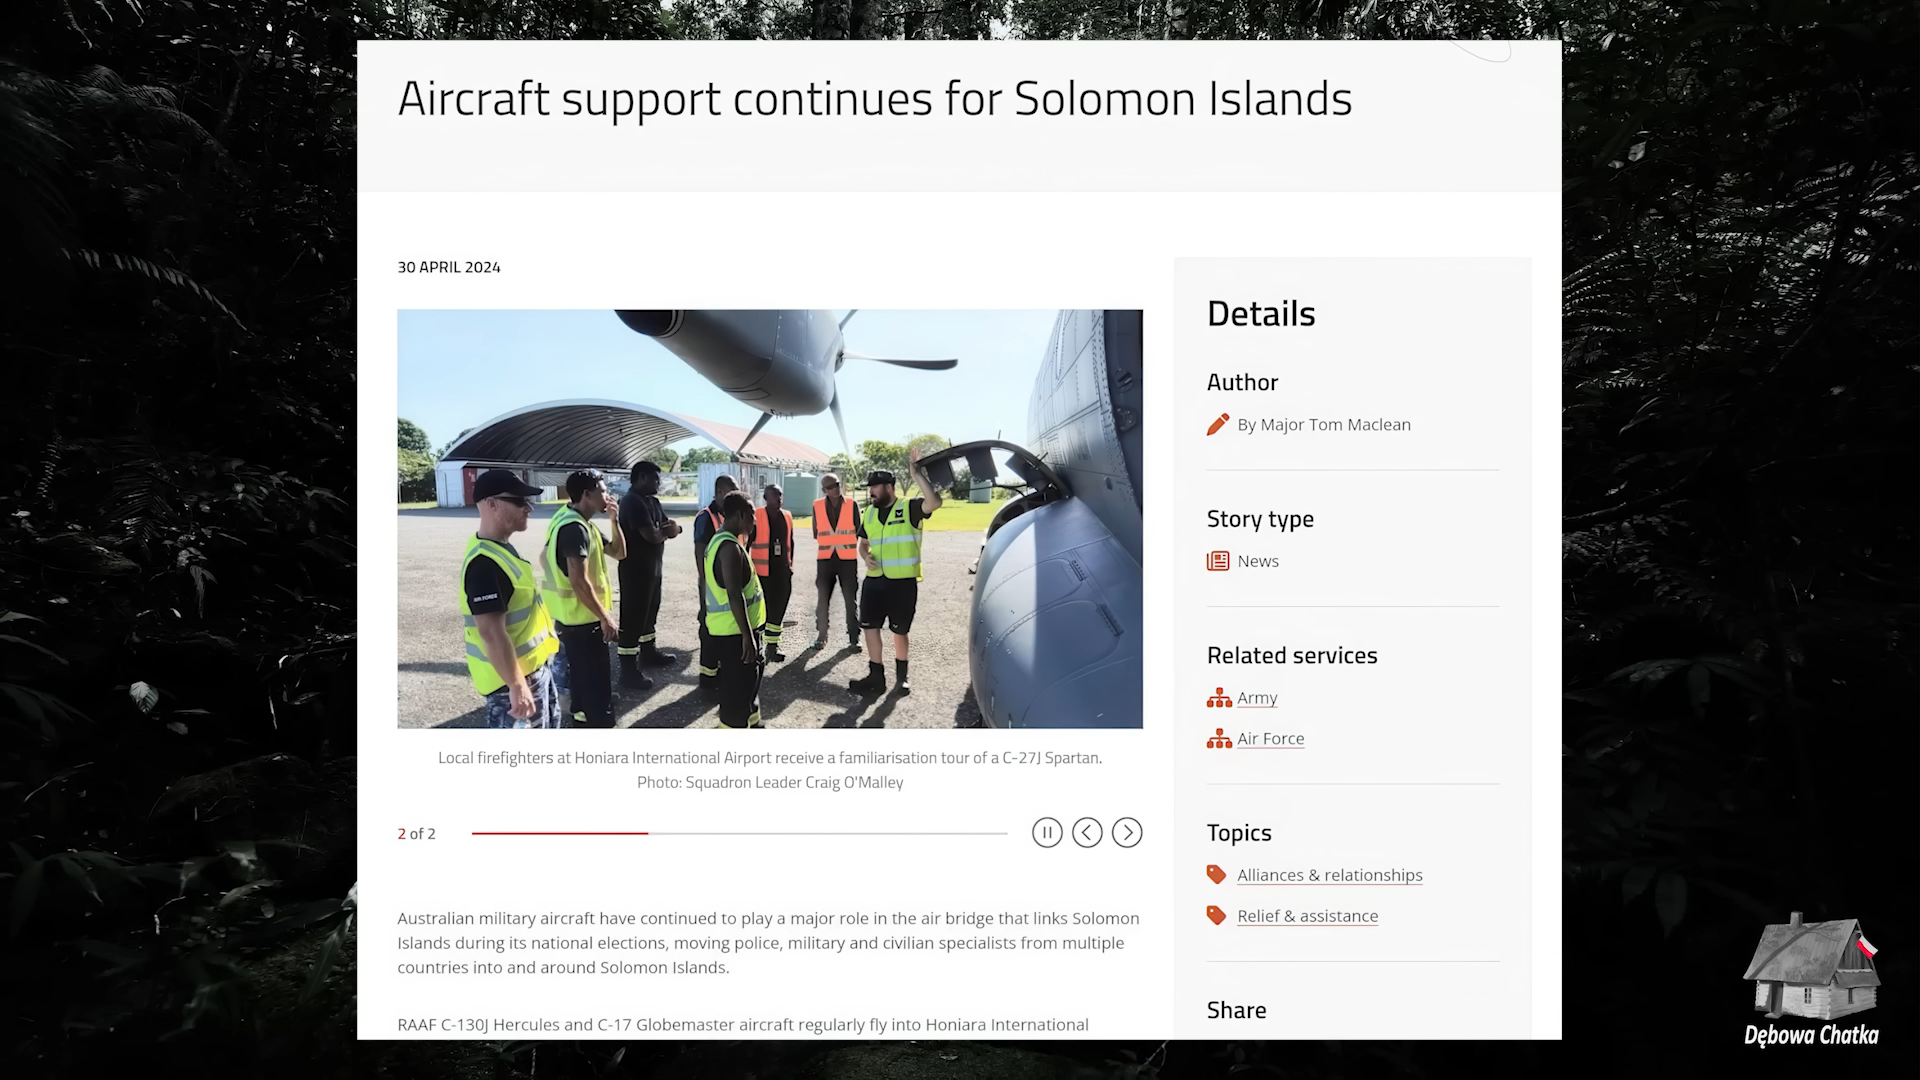 Aircraft support continues for Solomon Islands
30 APRIL 2024
AIR FORCE
Local firefighters at Honiara International Airport receive a familiarisation tour of a C-27J Spartan.
Photo: Squadron Leader Craig O'Malley
2 of 2
Australian military aircraft have continued to play a major role in the air bridge that links Solomon
Islands during its national elections, moving police, military and civilian specialists from multiple
countries into and around Solomon Islands.
RAAF C-130J Hercules and C-17 Globemaster aircraft regularly fly into Honiara International
Details
Author
By Major Tom Maclean
Story type
News
Related services
Army
Air Force
Topics
Alliances & relationships
Relief & assistance
Share
Dębowa Chatka